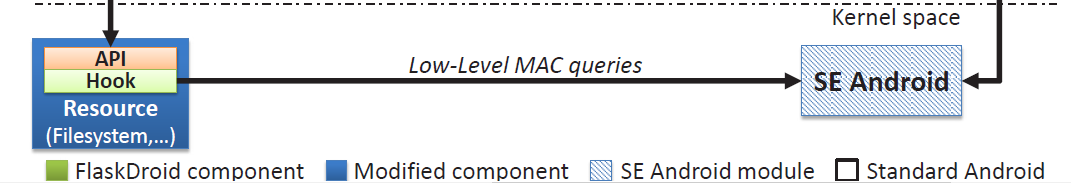 Kernel space
API
Hook
Resource
(Filesystem,…)
Low-Level MAC queries
SE Android
FlaskDroid component
Modified component
SE Android module
Standard Android